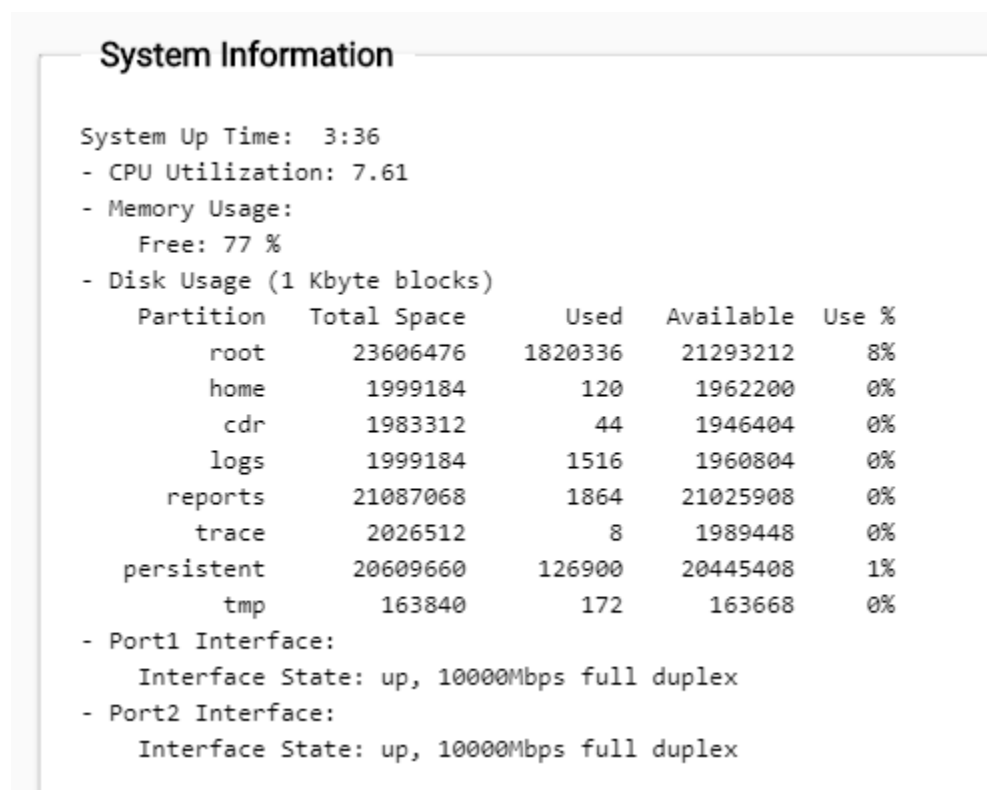 System Information
System Up Time:  3:36
- CPU Utilization: 7.61
- Memory Usage:
    Free: 77 %
- Disk Usage (1 Kbyte blocks)
    Partition   Total Space       Used   Available  Use %
         root      23606476    1820336    21293212     8%
         home       1999184        120     1962200     0%
          cdr       1983312         44     1946404     0%
         logs       1999184       1516     1960804     0%
      reports      21087068       1864    21025908     0%
        trace       2026512          8     1989448     0%
   persistent      20609660     126900    20445408     1%
          tmp        163840        172      163668     0%
- Port1 Interface:
    Interface State: up, 10000Mbps full duplex
- Port2 Interface:
    Interface State: up, 10000Mbps full duplex